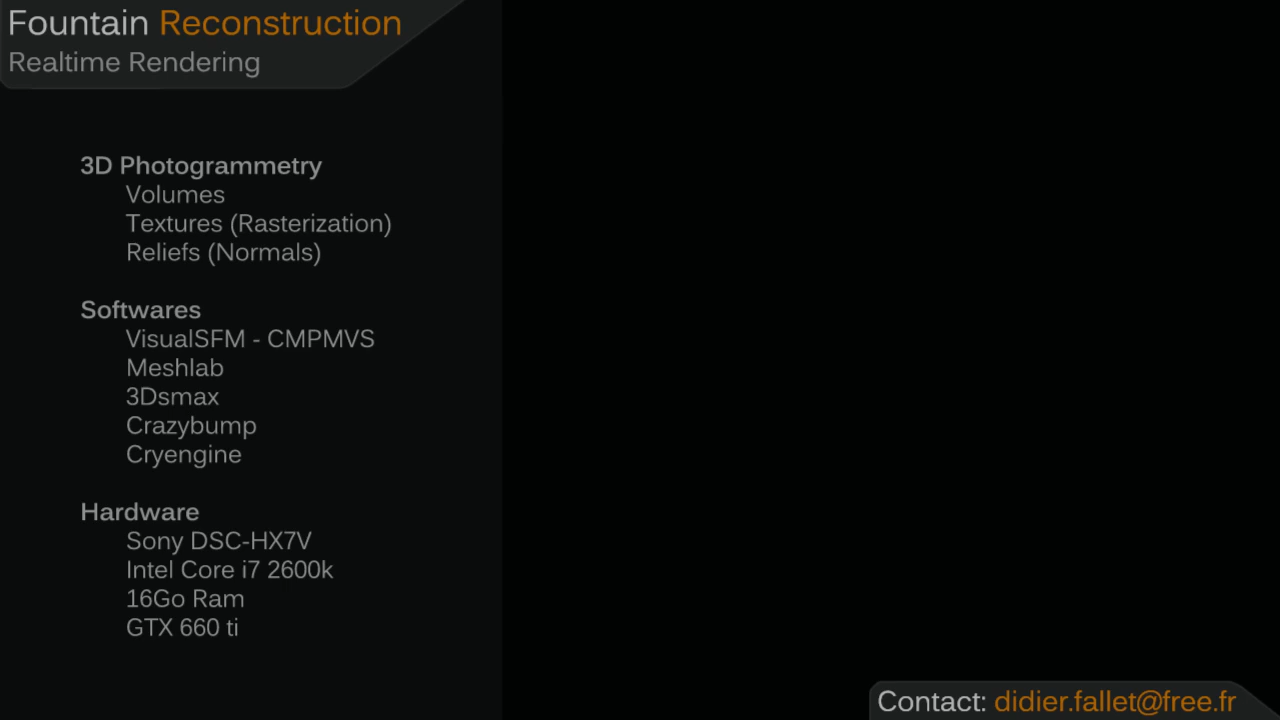 Fountain Reconstruction
Realtime Rendering
3D Photogrammetry
Volumes
Textures (Rasterization)
Reliefs (Normals)
Softwares
VisualSFM - CMPMVS
Meshlab
3Dsmax
Crazybump
Cryengine
Hardware
Sony DSC-HX7V
Intel Core i7 2600k
16Go Ram
GTX 660 ti
Contact: didier.fallet@free.fr